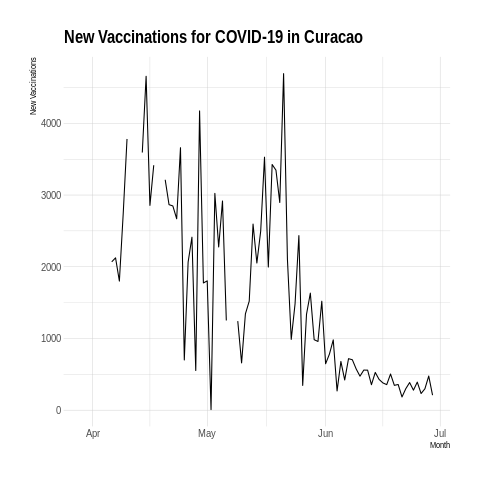 New Vaccinations for COVID-19 in Curacao
New Vaccinations
4000
3000
2000
1000
0
Apr May Jun Jul
Month